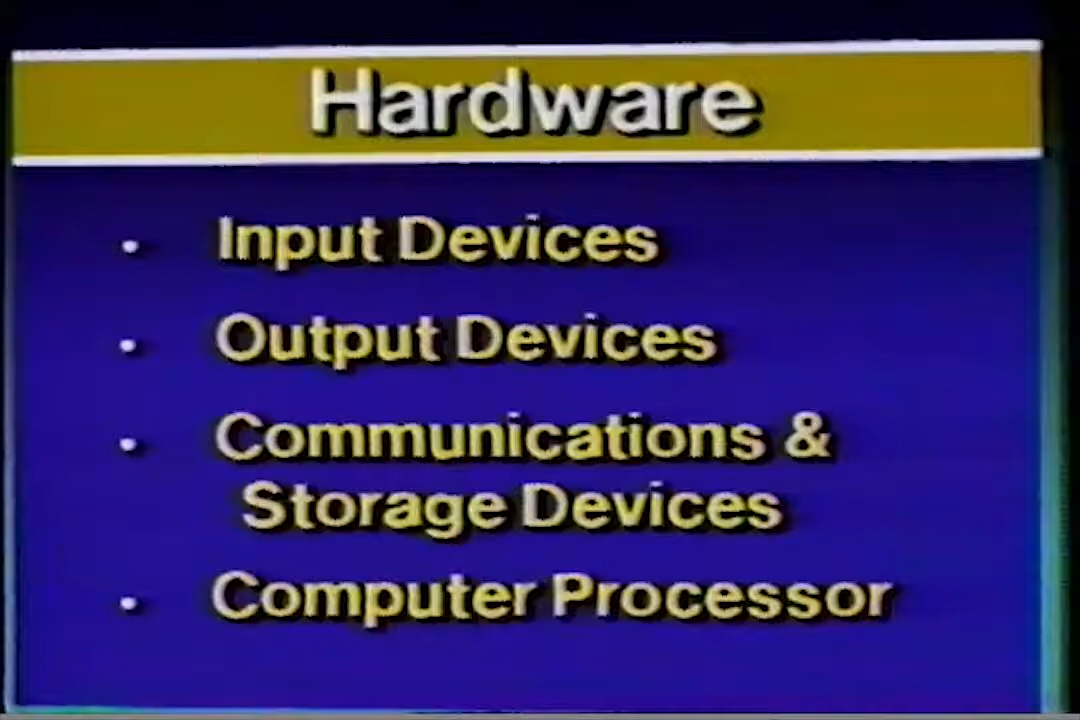 Hardware
• Input Devices
• Output Devices
• Communications &
Storage Devices
• Computer Processor